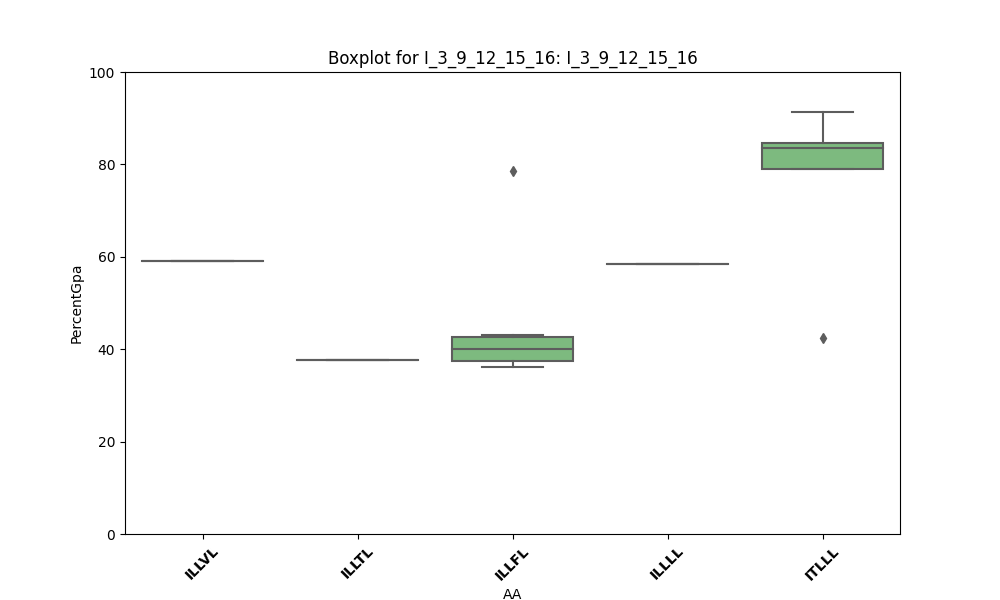 Boxplot for I_3_9_12_15_16: I_3_9_12_15_16
100
80
60
40
20
0
PercentGpa
ILLVL
ILLTL
ILLFL
ILLLL
ITLLL
AA